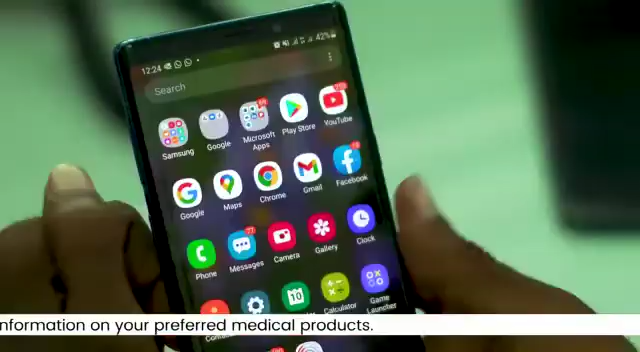 12:24
42%
Search
Samsung
Google
Microsoft Apps
Play Store
YouTube
Google
Maps
Chrome
Gmail
Facebook
Phone
Messages
Camera
Gallery
Clock
10
Calculator
Game Launcher
nformation on your preferred medical products.